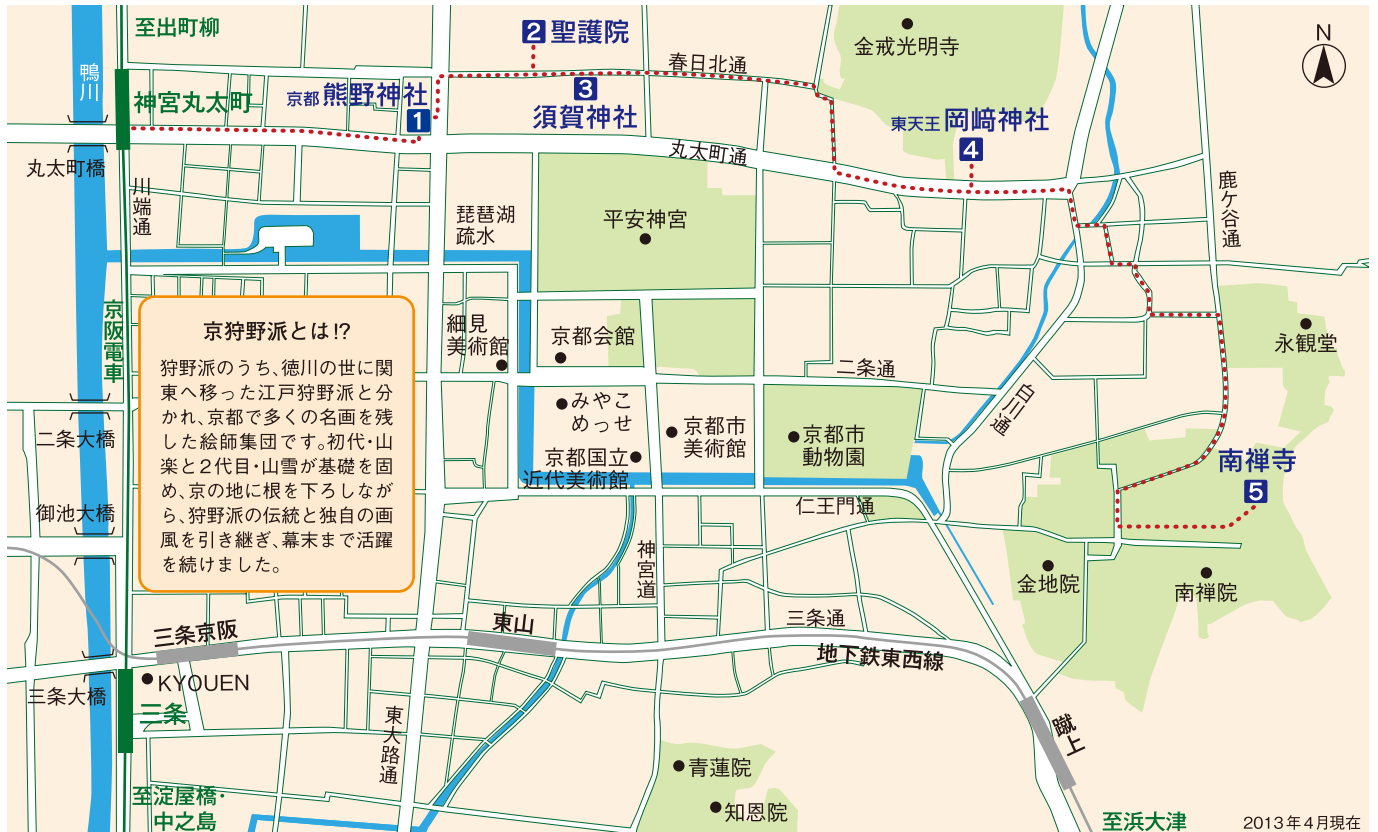 至出町柳
鴨川
神宮丸太町
京都熊野神社
1
2 聖護院
3
須賀神社
春日北通
金戒光明寺
N
東天王 岡﨑神社
4
丸太町橋
丸太町通
川端通
琵琶湖
疏水
平安神宮
鹿ケ谷通
京阪電車
京狩野派とは!?
狩野派のうち、徳川の世に関
東へ移った江戸狩野派と分
かれ、京都で多くの名画を残
した絵師集団です。初代・山
楽と2代目・山雪が基礎を固
め、京の地に根を下ろしなが
ら、狩野派の伝統と独自の画
風を引き継ぎ、幕末まで活躍
を続けました。
細見
美術館
京都会館
永観堂
二条通
白川通
みやこ
めっせ
京都市
美術館
京都市
動物園
二条大橋
京都国立
近代美術館
南禅寺
5
仁王門通
御池大橋
神宮道
金地院
南禅院
三条京阪
東山
三条通
地下鉄東西線
KYOUEN
三条大橋
三条
東大路通
蹴上
青蓮院
知恩院
至淀屋橋・
中之島
至浜大津
2013年4月現在